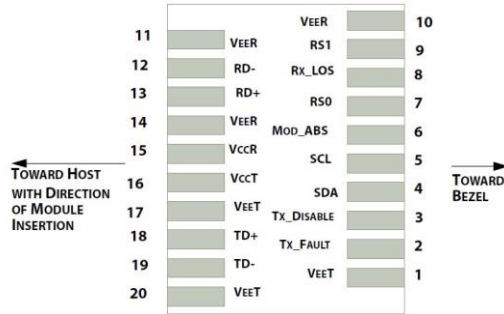 11 VEER
12 RD-
13 RD+
14 VEER
15 VCCR
16 VCCT
17 VEET
18 TD+
19 TD-
20 VEET
VEER 10
RS1 9
RX_LOS 8
RS0 7
MOD_ABS 6
SCL 5
SDA 4
TX_DISABLE 3
TX_FAULT 2
VEET 1
TOWARD HOST
WITH DIRECTION
OF MODULE
INSERTION
TOWARD
BEZEL